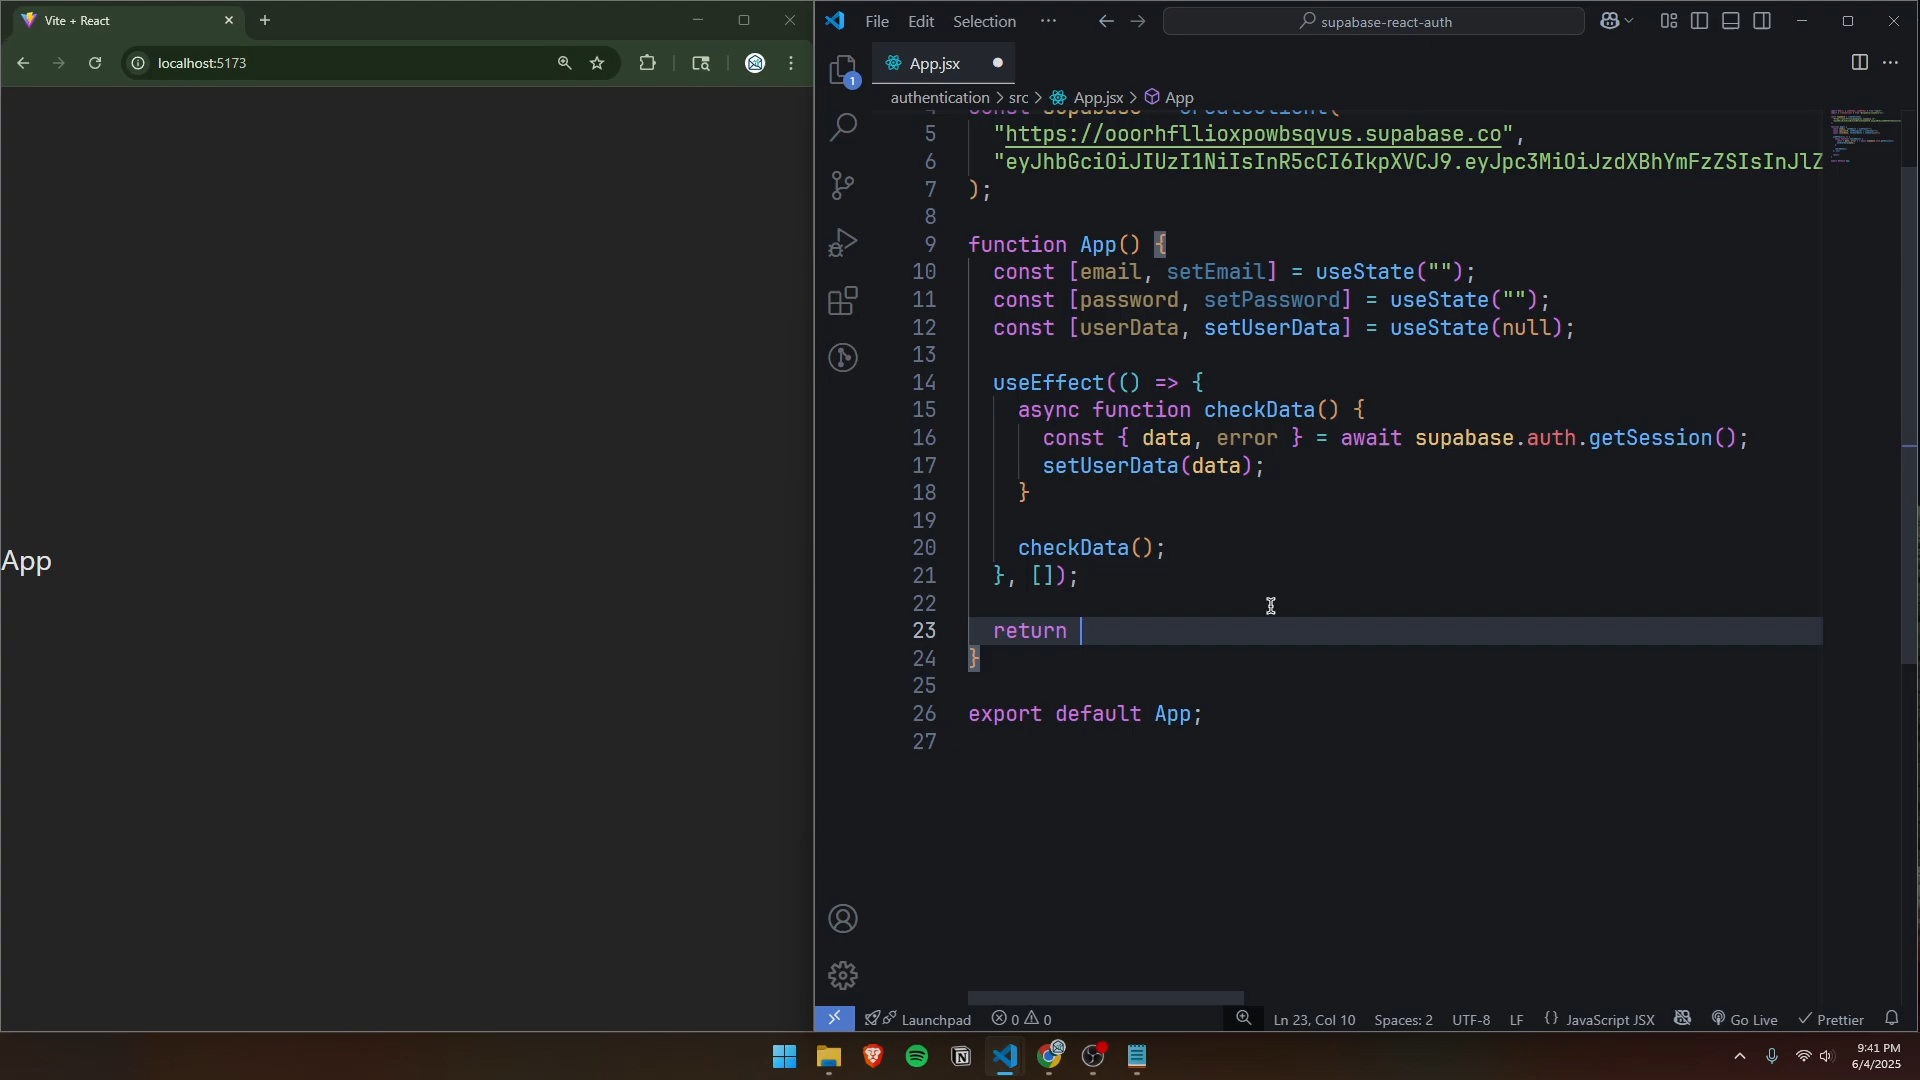 Vite + React
localhost:5173
App
File Edit Selection
supabase-react-auth
1
App.jsx
authentication > src > App.jsx > App
const supabase = createClient(
5 "https://ooorhfllioxpowbsqvus.supabase.co",
6 "eyJhbGciOiJIUzI1NiIsInR5cCI6IkpXVCJ9.eyJpc3MiOiJzdXBhYmFzZSIsInJlZ
7 );
8
9 function App() {
10 const [email, setEmail] = useState("");
11 const [password, setPassword] = useState("");
12 const [userData, setUserData] = useState(null);
13
14 useEffect(() => {
15 async function checkData() {
16 const { data, error } = await supabase.auth.getSession();
17 setUserData(data);
18 }
19
20 checkData();
21 }, []);
22
23 return
24 }
25
26 export default App;
27
Launchpad 0 0 Ln 23, Col 10 Spaces: 2 UTF-8 LF {} JavaScript JSX Go Live Prettier
9:41 PM
6/4/2025